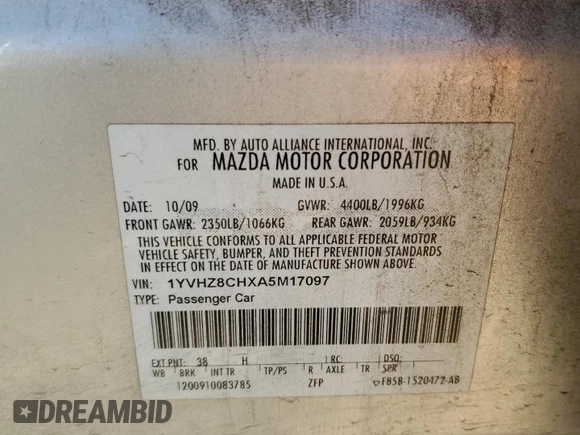 MFD. BY AUTO ALLIANCE INTERNATIONAL, INC.
FOR MAZDA MOTOR CORPORATION
MADE IN U.S.A.
DATE: 10/09 GVWR: 4400LB/1996KG
FRONT GAWR: 2350LB/1066KG REAR GAWR: 2059LB/934KG
THIS VEHICLE CONFORMS TO ALL APPLICABLE FEDERAL MOTOR
VEHICLE SAFETY, BUMPER, AND THEFT PREVENTION STANDARDS
IN EFFECT ON THE DATE OF MANUFACTURE SHOWN ABOVE.
VIN: 1YVHZ8CHXA5M17097
TYPE: Passenger Car
EXT PNT: 38 H RC: DSO:
WB BRK INT TR TP/PS R AXLE TR SPR
1200910083785 ZFP F85B-1520472-AB
DREAMBID